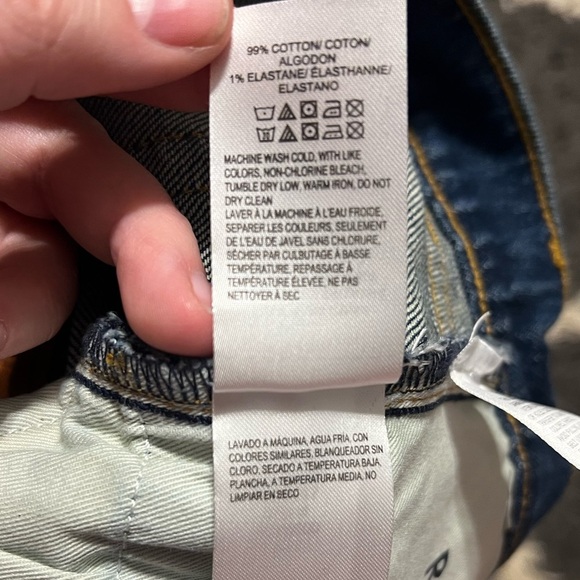 99% COTTON/ COTON/
ALGODON
1% ELASTANE/ ÉLASTHANNE/
ELASTANO
MACHINE WASH COLD, WITH LIKE
COLORS, NON-CHLORINE BLEACH,
TUMBLE DRY LOW, WARM IRON, DO NOT
DRY CLEAN
LAVER À LA MACHINE À L'EAU FROIDE,
SÉPARER LES COULEURS, SEULEMENT
DE L'EAU DE JAVEL SANS CHLORURE,
SÉCHER PAR CULBUTAGE À BASSE
TEMPÉRATURE, REPASSAGE À
TEMPÉRATURE ÉLEVÉE, NE PAS
NETTOYER À SEC
LAVADO A MÁQUINA, AGUA FRÍA, CON
COLORES SIMILARES, BLANQUEADOR SIN
CLORO, SECADO A TEMPERATURA BAJA,
PLANCHA, A TEMPERATURA MEDIA, NO
LIMPIAR EN SECO
P